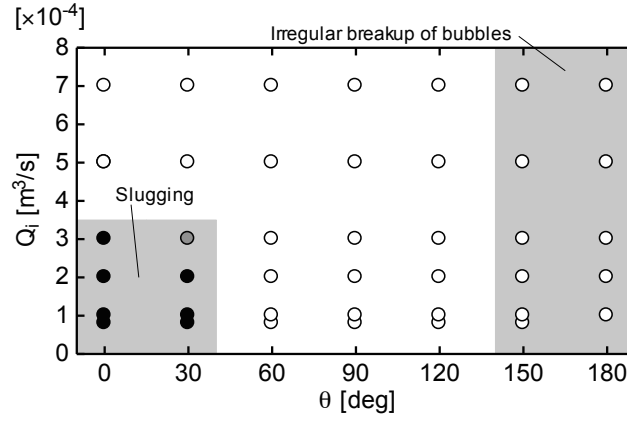 [×10⁻⁴]
Irregular breakup of bubbles
8
7
6
5
4
3
2
1
0
Qᵢ [m³/s]
Slugging
0 30 60 90 120 150 180
θ [deg]